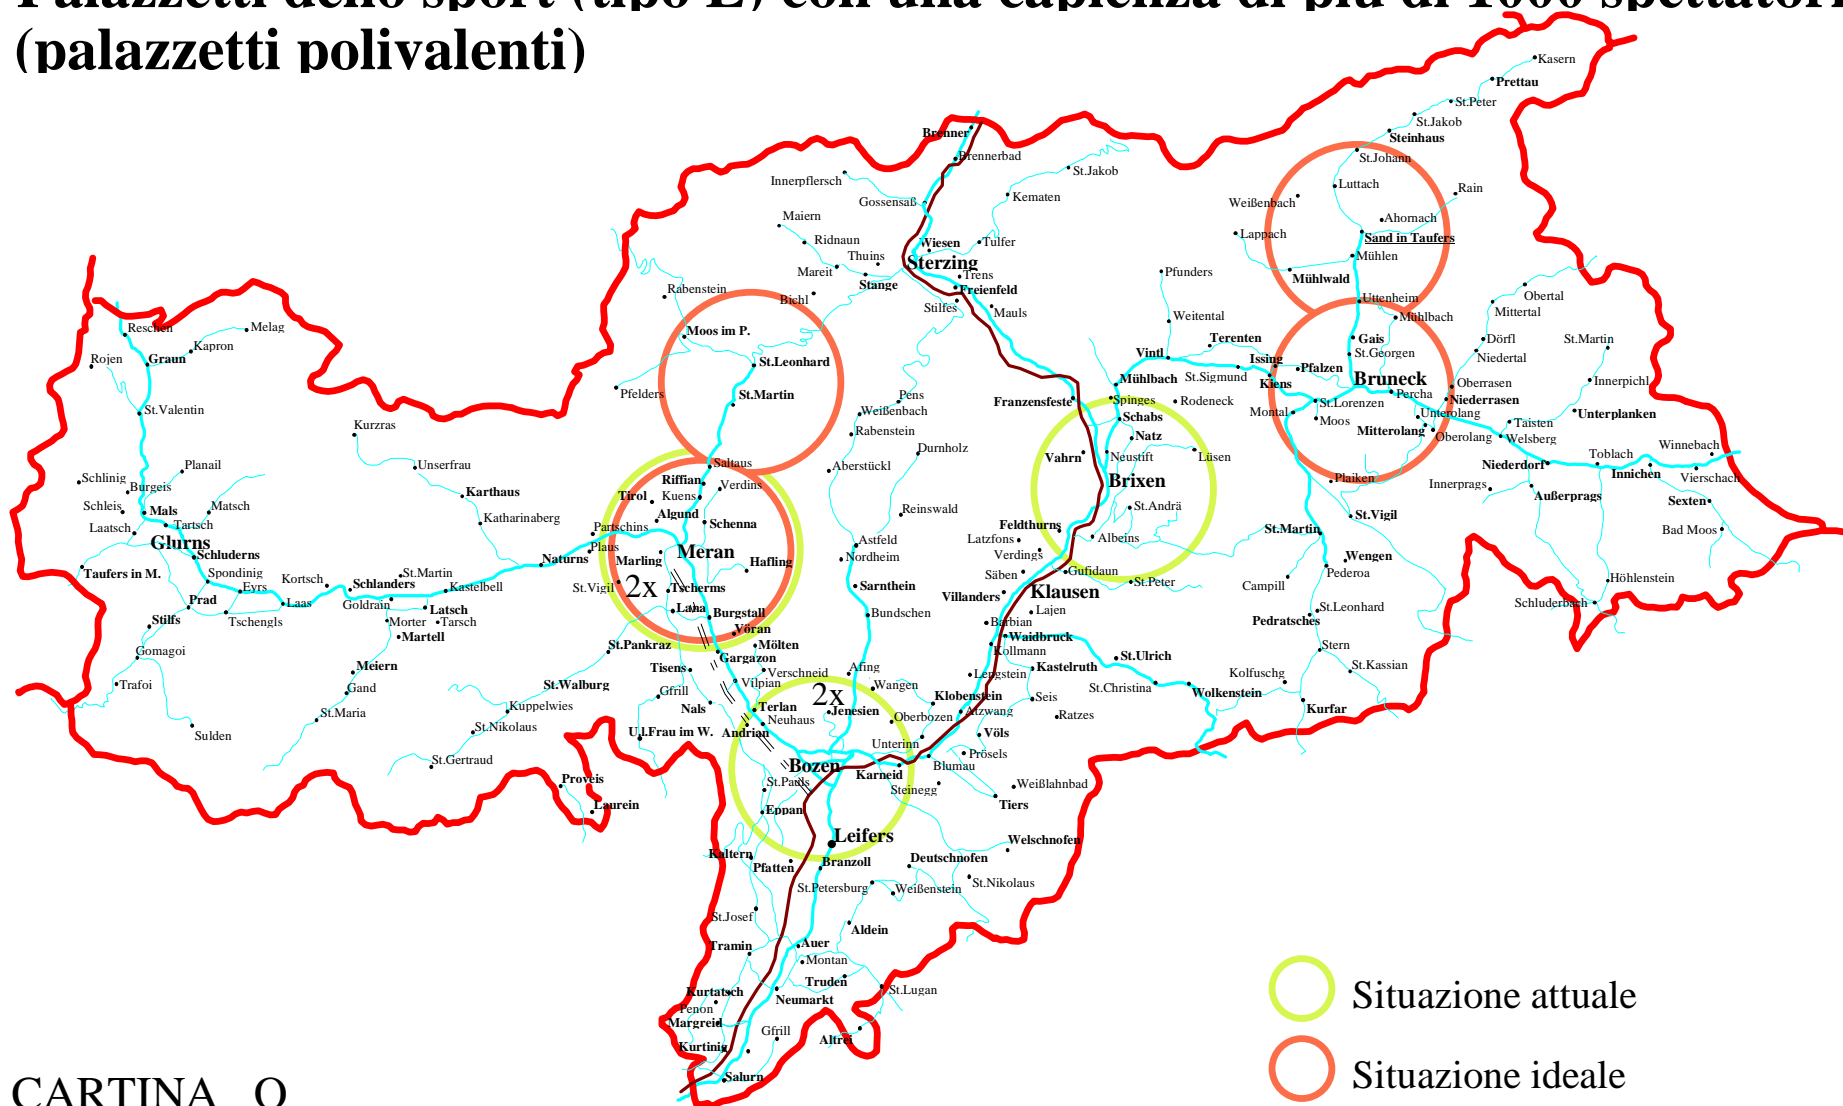 Palazzetti dello sport (tipo E) con una capienza di più di 1000 spettatori
(palazzetti polivalenti)
Kasern
Prettau
St.Peter
St.Jakob
Steinhaus
St.Johann
Brenner
Brennerbad
St.Jakob
Innerpflersch
Kematen
Gossensaß
Luttach
Rain
Weißenbach
Maiern
Ahornach
Ridnaun
Wiesen
Tulfer
Lappach
Sand in Taufers
Thuins
Sterzing
Mühlen
Mareit
Stange
Trens
Pfunders
Mühlwald
Rabenstein
Bichl
Freienfeld
Uttenheim
Obertal
Stilfes
Mauls
Weitental
Mühlbach
Mittertal
Reschen
Melag
Moos im P.
Terenten
Gais
Dörfl
St.Martin
Kapron
Rojen
Graun
St.Leonhard
Vintl
Issing
St.Georgen
Niedertal
Pfalzen
Mühlbach
St.Sigmund
Kiens
Bruneck
Oberrasen
Innerpichl
Pfelders
St.Martin
Pens
Franzensfeste
Spinges
Rodeneck
Percha
Niederrasen
St.Valentin
Weißenbach
Montal
St.Lorenzen
Unterolang
Unterplanken
Schabs
Moos
Taisten
Kurzras
Rabenstein
Natz
Mitterolang
Oberolang
Welsberg
Winnebach
Durnholz
Vahrn
Neustift
Lüsen
Toblach
Planail
Unserfrau
Saltaus
Aberstückl
Niederdorf
Innichen
Schlinig
Burgeis
Riffian
Verdins
Brixen
Plaiken
Innerprags
Vierschach
Karthaus
Tirol
Kuens
Außerprags
Sexten
Schleis
Mals
Matsch
Algund
Reinswald
St.Andrä
St.Vigil
Laatsch
Tartsch
Katharinaberg
Partschins
Schenna
Feldthurns
St.Martin
Bad Moos
Glurns
Plaus
Meran
Astfeld
Latzfons
Albeins
Schluderns
Naturns
Marling
Hafling
Nordheim
Verdings
Wengen
Taufers in M.
Spondinig
Kortsch
St.Martin
St.Vigil
2x
Tscherms
Sarnthein
Säben
Gufidaun
St.Peter
Campill
Pederoa
Höhlenstein
Eyrs
Schlanders
Kastelbell
Villanders
Klausen
Prad
Laas
Goldrain
Latsch
Lana
Burgstall
Bundschen
Lajen
St.Leonhard
Schluderbach
Stilfs
Tschengls
Morter
Tarsch
Vöran
Barbian
Pedratsches
Martell
Waidbruck
Gomagoi
St.Pankraz
Mölten
Kollmann
Stern
Meiern
Gargazon
St.Ulrich
Tisens
Verschneid
Afing
Lengstein
Kastelruth
Kolfuschg
St.Kassian
Trafoi
Gand
St.Walburg
Gfrill
Vilpian
Wangen
St.Christina
Wolkenstein
2x
Klobenstein
Seis
St.Maria
Kuppelwies
Nals
Terlan
Jenesien
Oberbozen
Atzwang
Ratzes
Kurfar
Sulden
St.Nikolaus
U.l.Frau im W.
Neuhaus
Andrian
Unterinn
Völs
St.Gertraud
Bozen
Karneid
Blumau
Prösels
Proveis
St.Pauls
Steinegg
Weißlahnbad
Laurein
Eppan
Tiers
Leifers
Kaltern
Pfatten
Branzoll
Deutschnofen
Welschnofen
St.Petersburg
Weißenstein
St.Nikolaus
St.Josef
Aldein
Tramin
Auer
Montan
Truden
Kurtatsch
Neumarkt
St.Lugan
Situazione attuale
Penon
Margreid
Gfrill
Altrei
Kurtinig
Salurn
Situazione ideale
CARTINA O